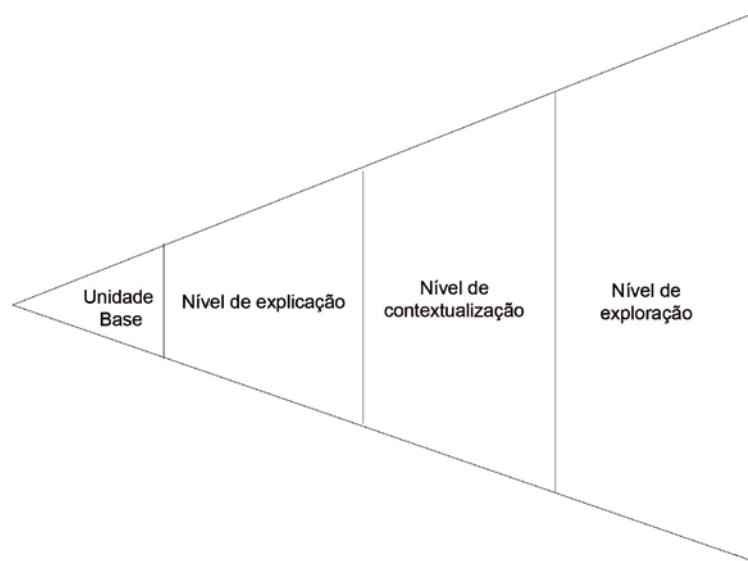 Unidade
Base
Nível de explicação
Nível de
contextualização
Nível de
exploração